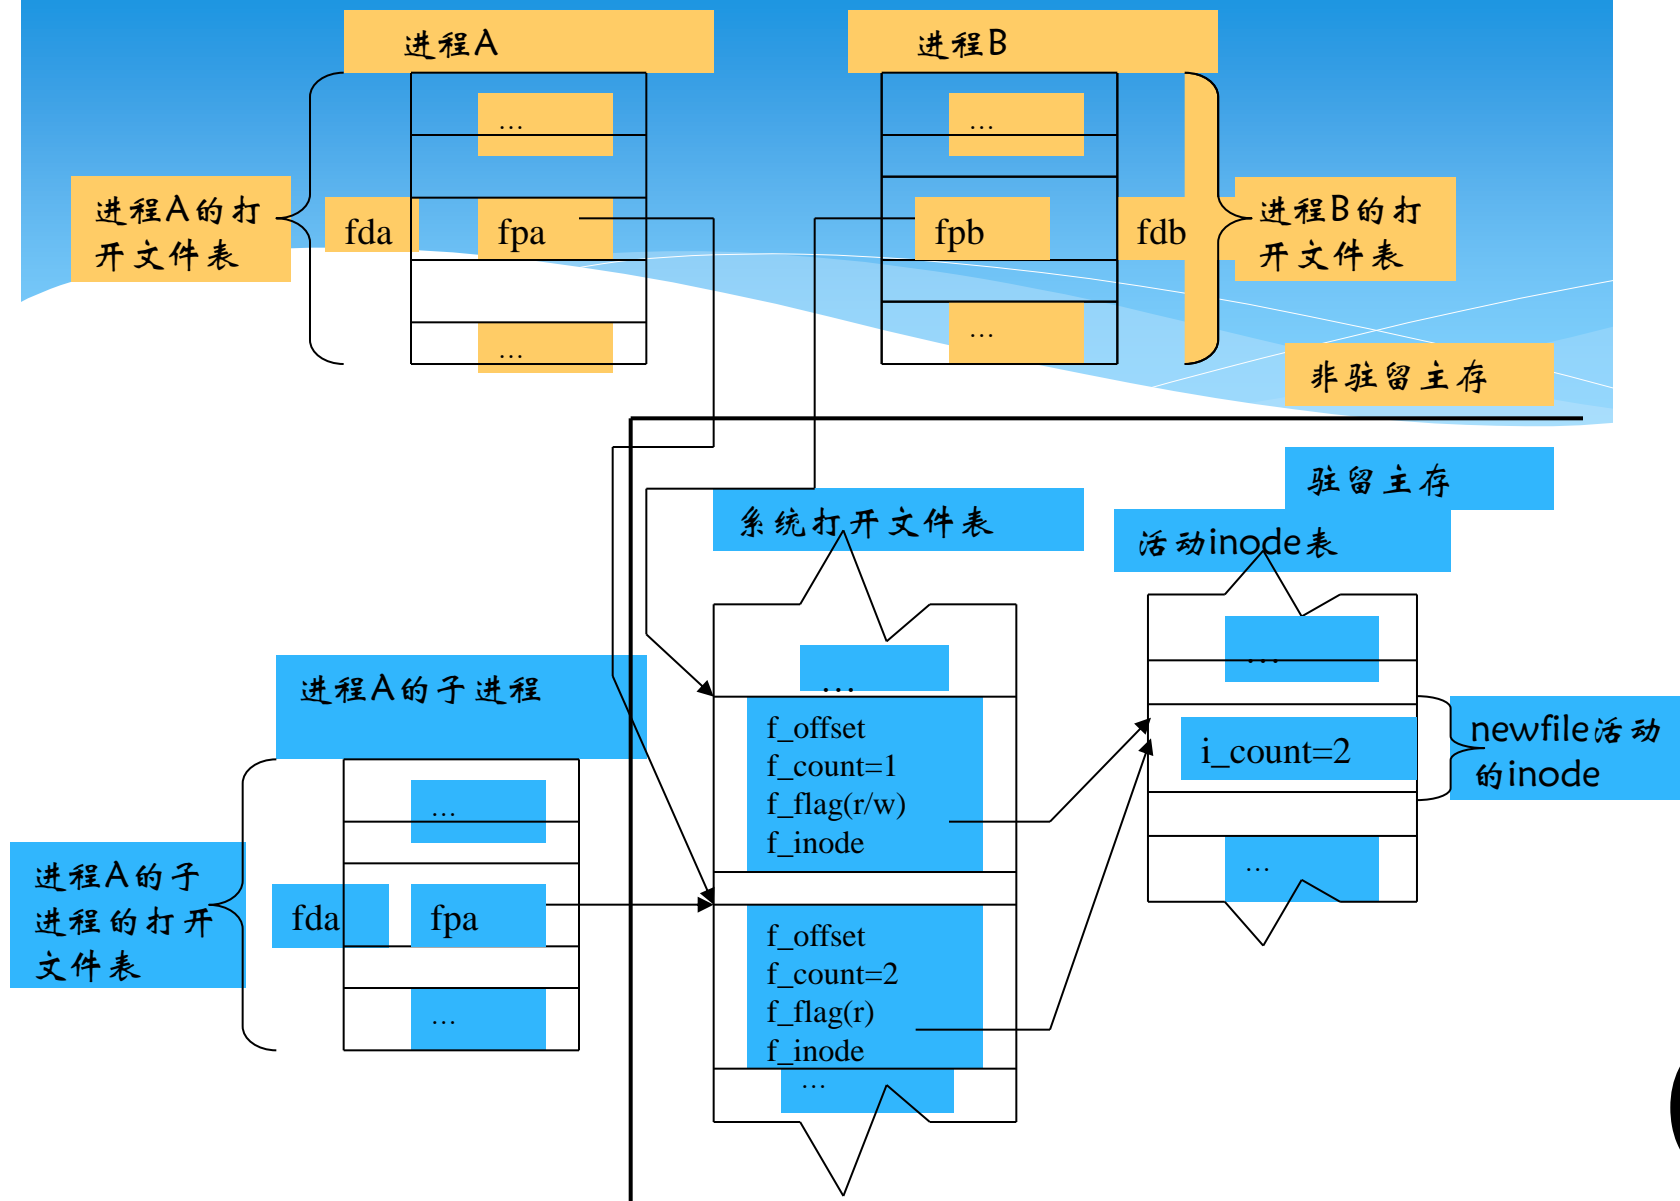 进程A
进程B
…
…
进程A的打
开文件表
fda
fpa
fpb
fdb
进程B的打
开文件表
…
…
非驻留主存
驻留主存
系统打开文件表
活动inode表
…
…
进程A的子进程
f_offset
f_count=1
f_flag(r/w)
f_inode
i_count=2
newfile活动
的inode
…
…
进程A的子
进程的打开
文件表
fda
fpa
f_offset
f_count=2
f_flag(r)
f_inode
…
…